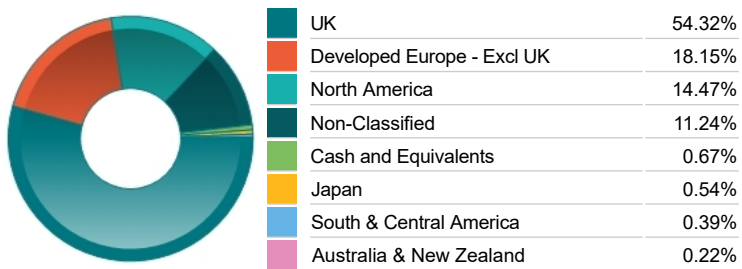 UK 54.32%
Developed Europe - Excl UK 18.15%
North America 14.47%
Non-Classified 11.24%
Cash and Equivalents 0.67%
Japan 0.54%
South & Central America 0.39%
Australia & New Zealand 0.22%